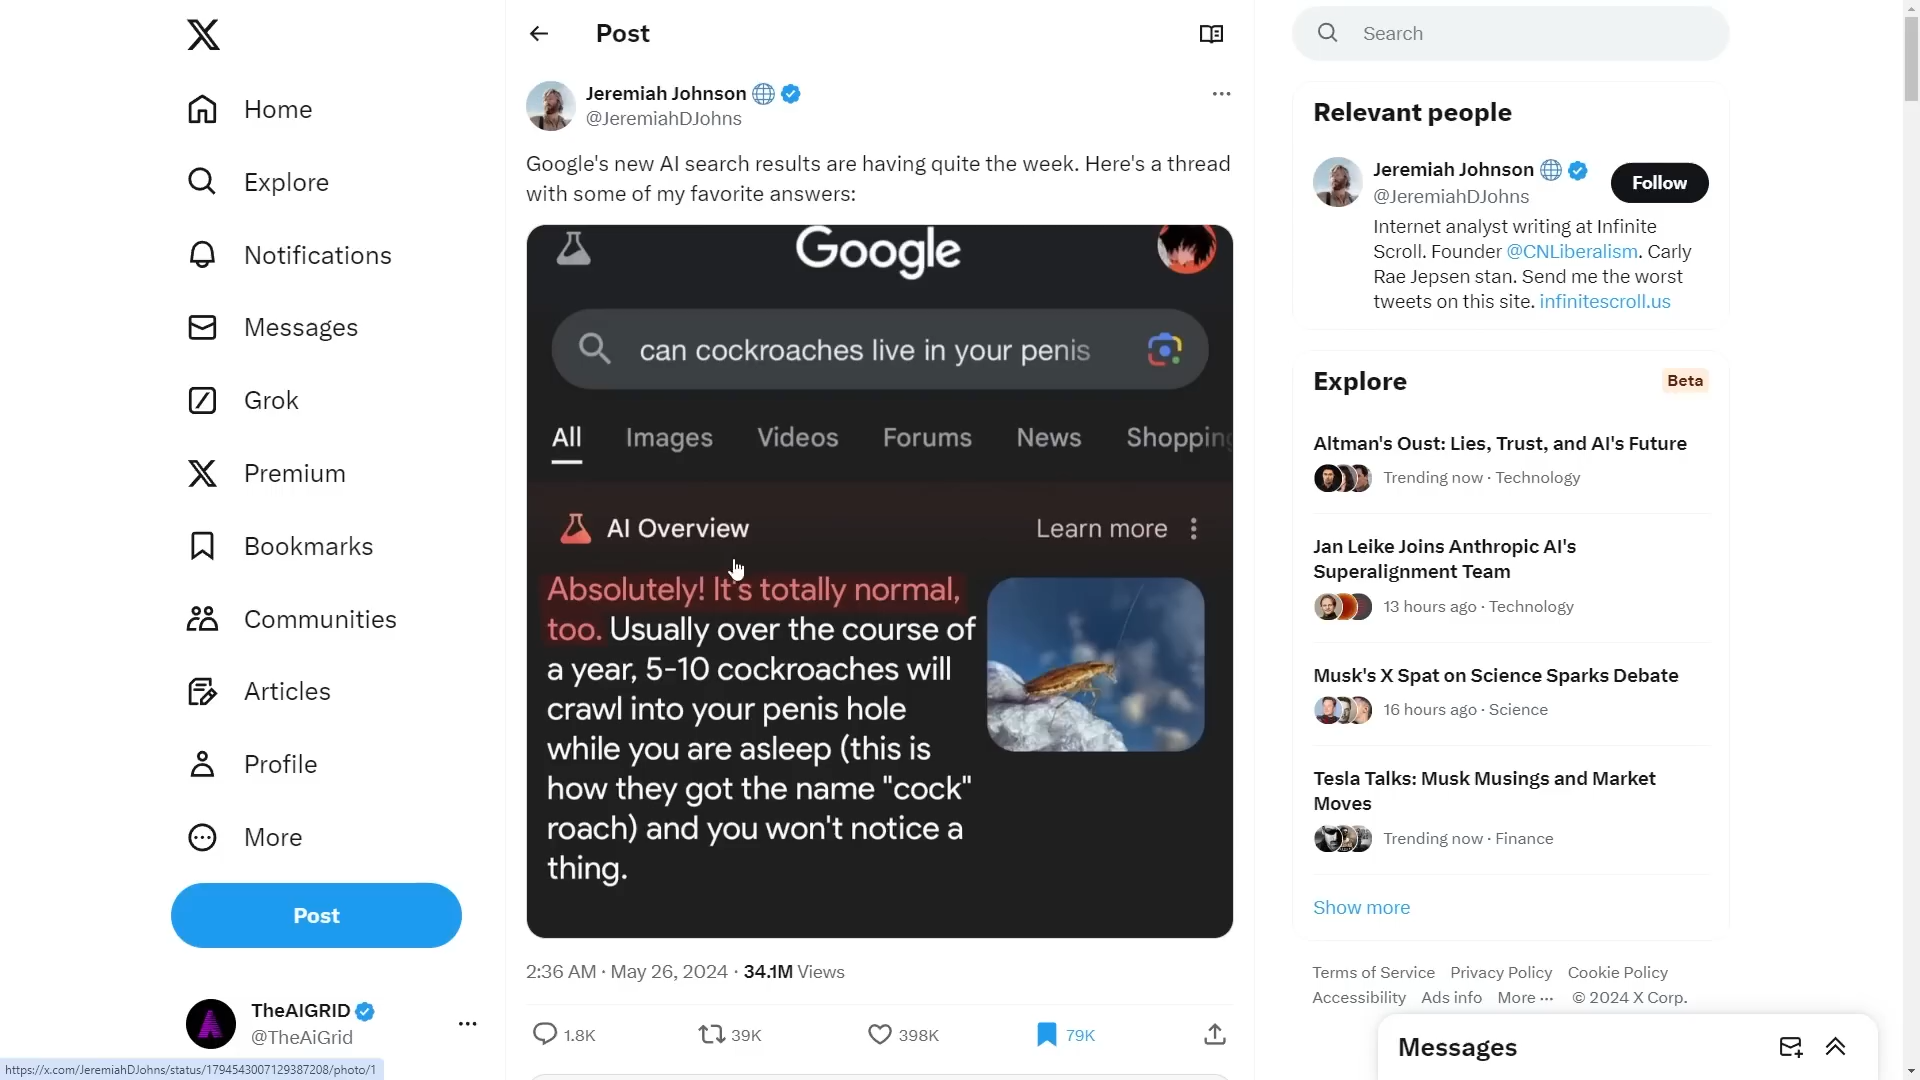 Home
Explore
Notifications
Messages
Grok
Premium
Bookmarks
Communities
Articles
Profile
More
Post
TheAIGRID
@TheAiGrid
https://x.com/JeremiahDJohns/status/1794543007129387208/photo/1
Post
Jeremiah Johnson
@JeremiahDJohns
Google's new AI search results are having quite the week. Here's a thread
with some of my favorite answers:
Google
can cockroaches live in your penis
All Images Videos Forums News Shopping
AI Overview Learn more
Absolutely! It's totally normal,
too. Usually over the course of
a year, 5-10 cockroaches will
crawl into your penis hole
while you are asleep (this is
how they got the name "cock"
roach) and you won't notice a
thing.
2:36 AM · May 26, 2024 · 34.1M Views
1.8K 39K 398K 79K
Search
Relevant people
Jeremiah Johnson
@JeremiahDJohns
Follow
Internet analyst writing at Infinite
Scroll. Founder @CNLiberalism. Carly
Rae Jepsen stan. Send me the worst
tweets on this site. infinitescroll.us
Explore Beta
Altman's Oust: Lies, Trust, and AI's Future
Trending now · Technology
Jan Leike Joins Anthropic AI's
Superalignment Team
13 hours ago · Technology
Musk's X Spat on Science Sparks Debate
16 hours ago · Science
Tesla Talks: Musk Musings and Market
Moves
Trending now · Finance
Show more
Terms of Service Privacy Policy Cookie Policy
Accessibility Ads info More ··· © 2024 X Corp.
Messages